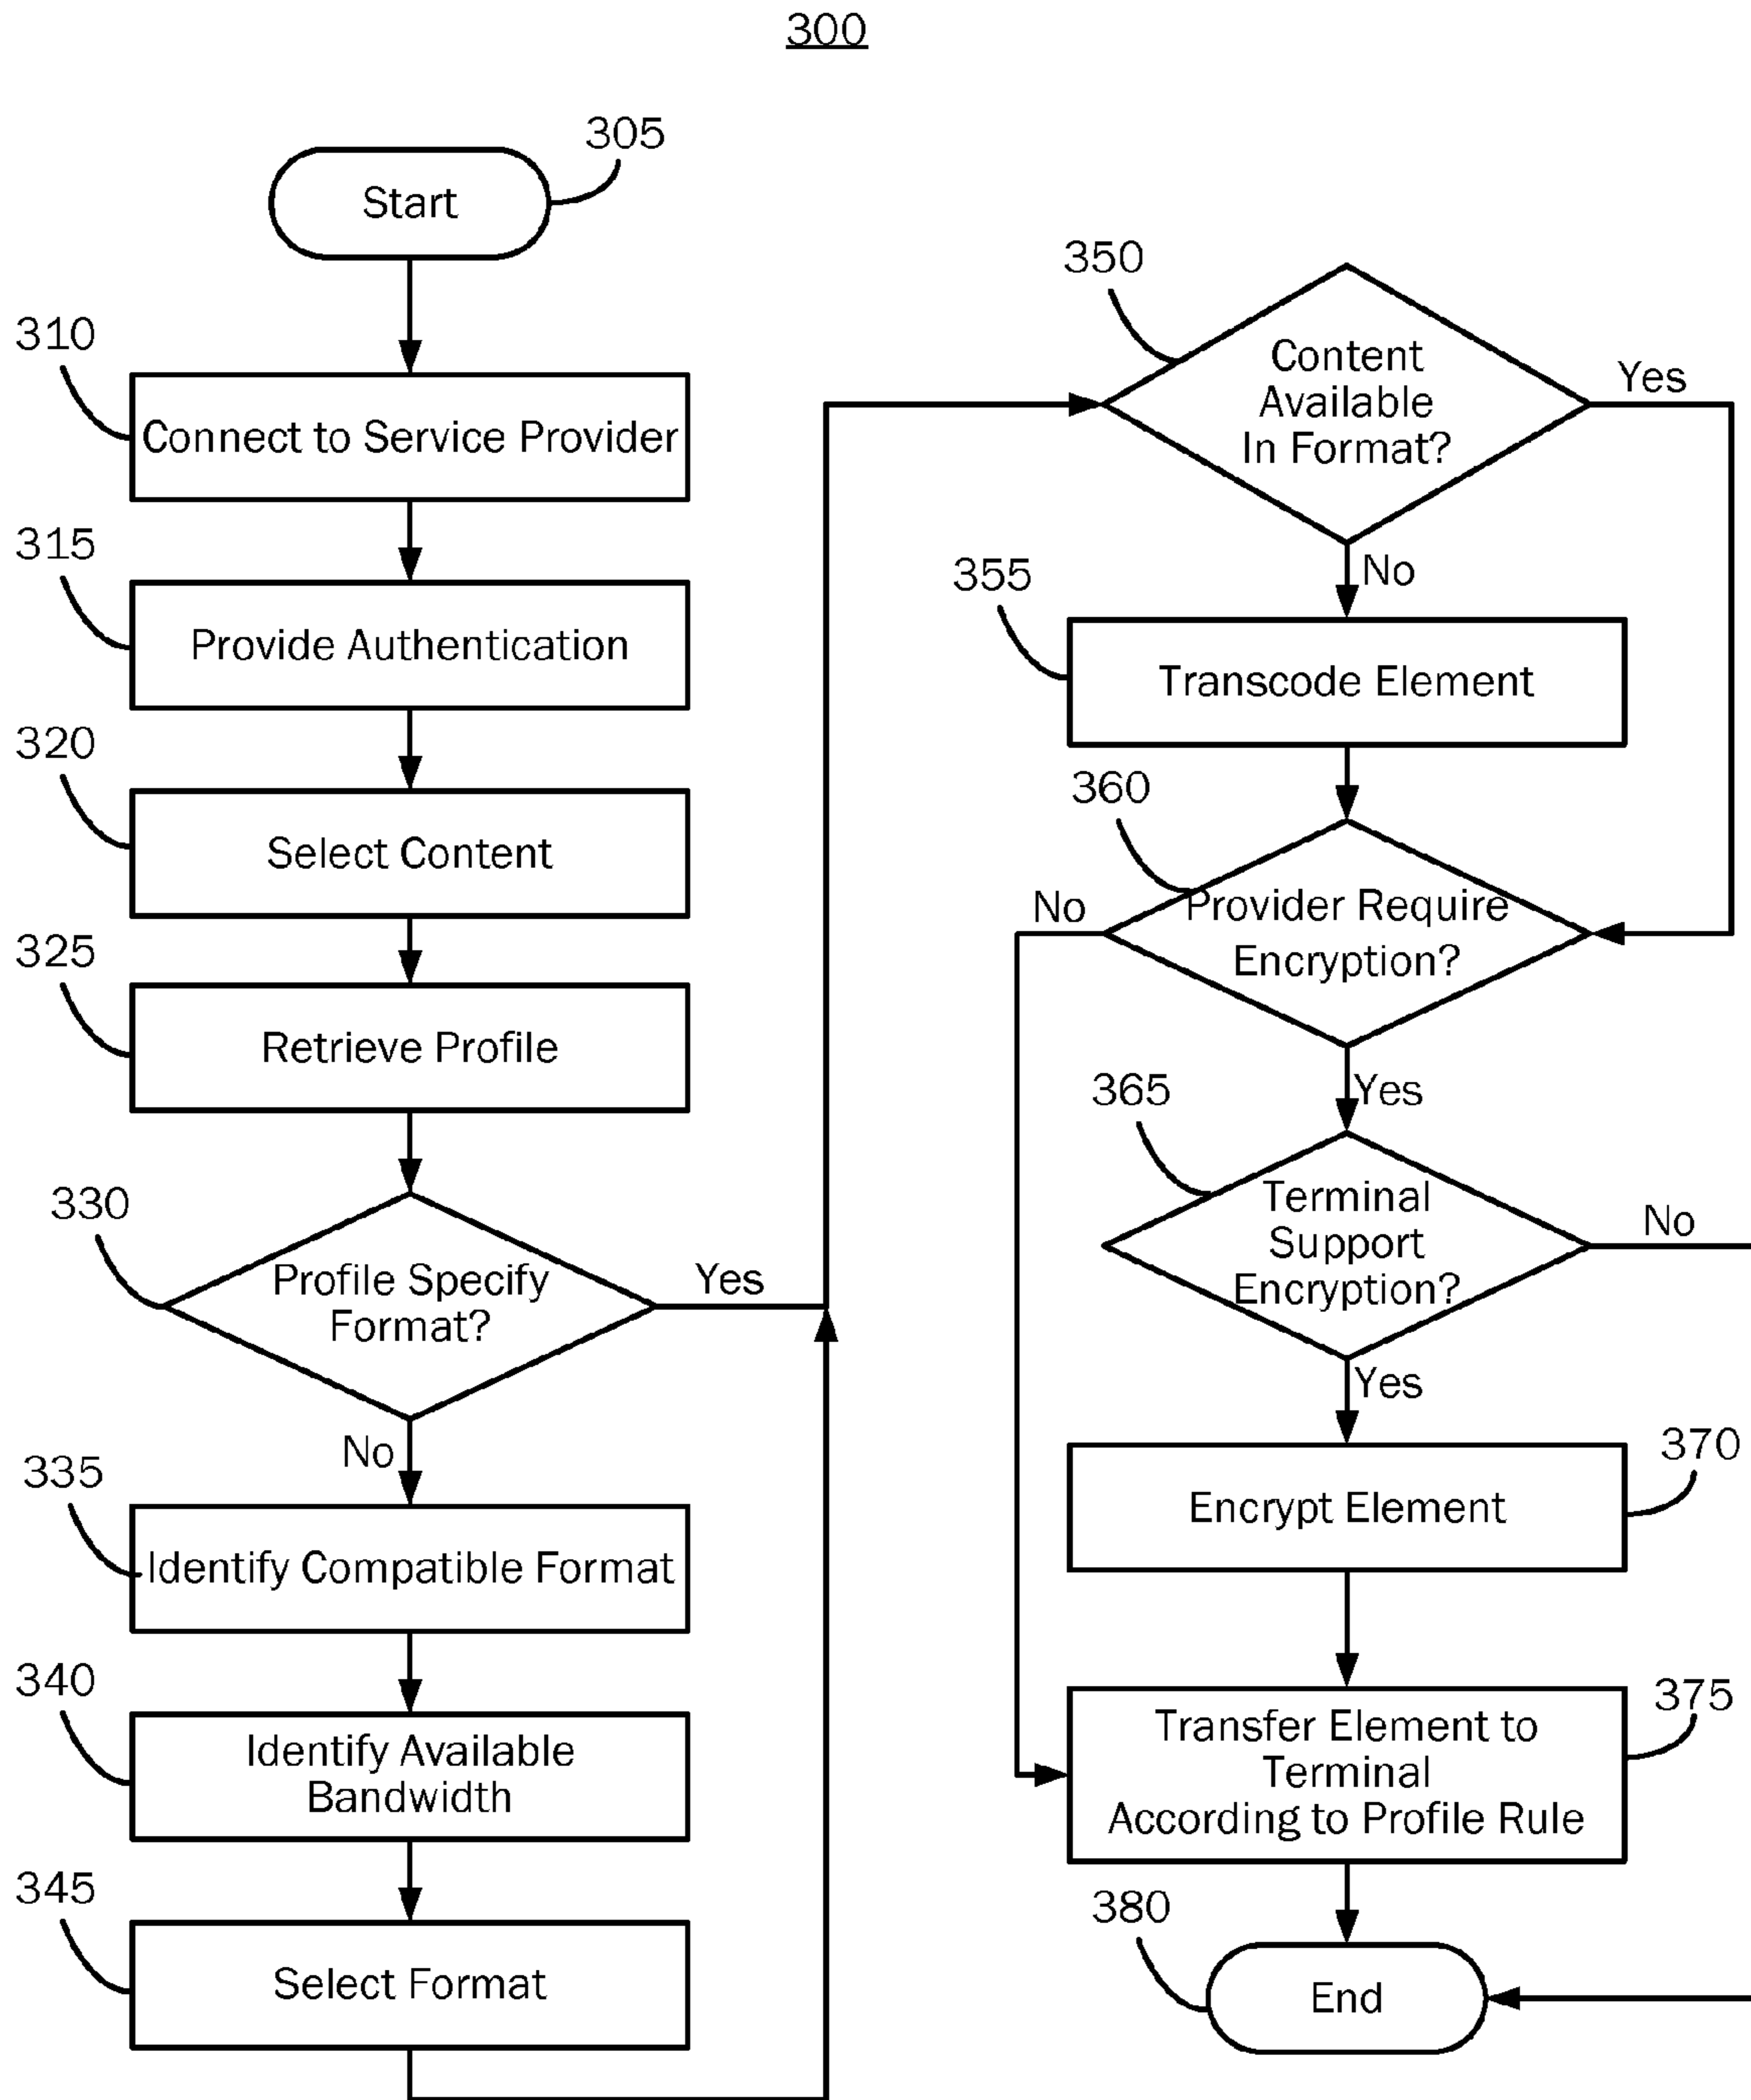 300
305
Start
310
Connect to Service Provider
315
Provide Authentication
320
Select Content
325
Retrieve Profile
330
Profile Specify
Format?
Yes
No
335
Identify Compatible Format
340
Identify Available
Bandwidth
345
Select Format
350
Content
Available
In Format?
Yes
No
355
Transcode Element
360
Provider Require
Encryption?
No
Yes
365
Terminal
Support
Encryption?
No
Yes
370
Encrypt Element
375
Transfer Element to
Terminal
According to Profile Rule
380
End